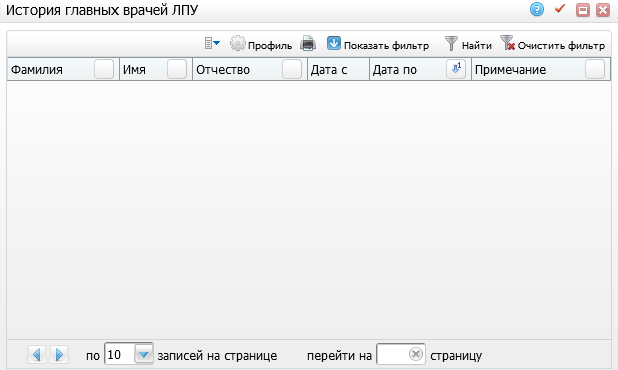 История главных врачей ЛПУ
Профиль Показать фильтр Найти Очистить фильтр
Фамилия Имя Отчество Дата с Дата по 1 Примечание
по 10 записей на странице перейти на страницу